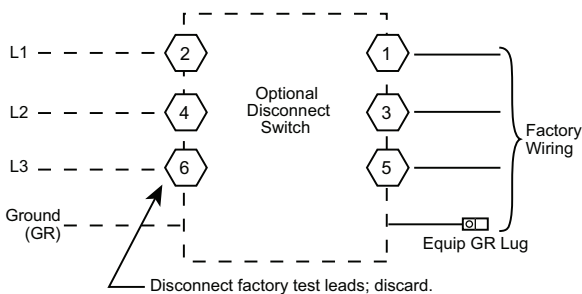 L1
2
1
L2
4
Optional
Disconnect
Switch
3
Factory
Wiring
L3
6
5
Ground
(GR)
Equip GR Lug
Disconnect factory test leads; discard.